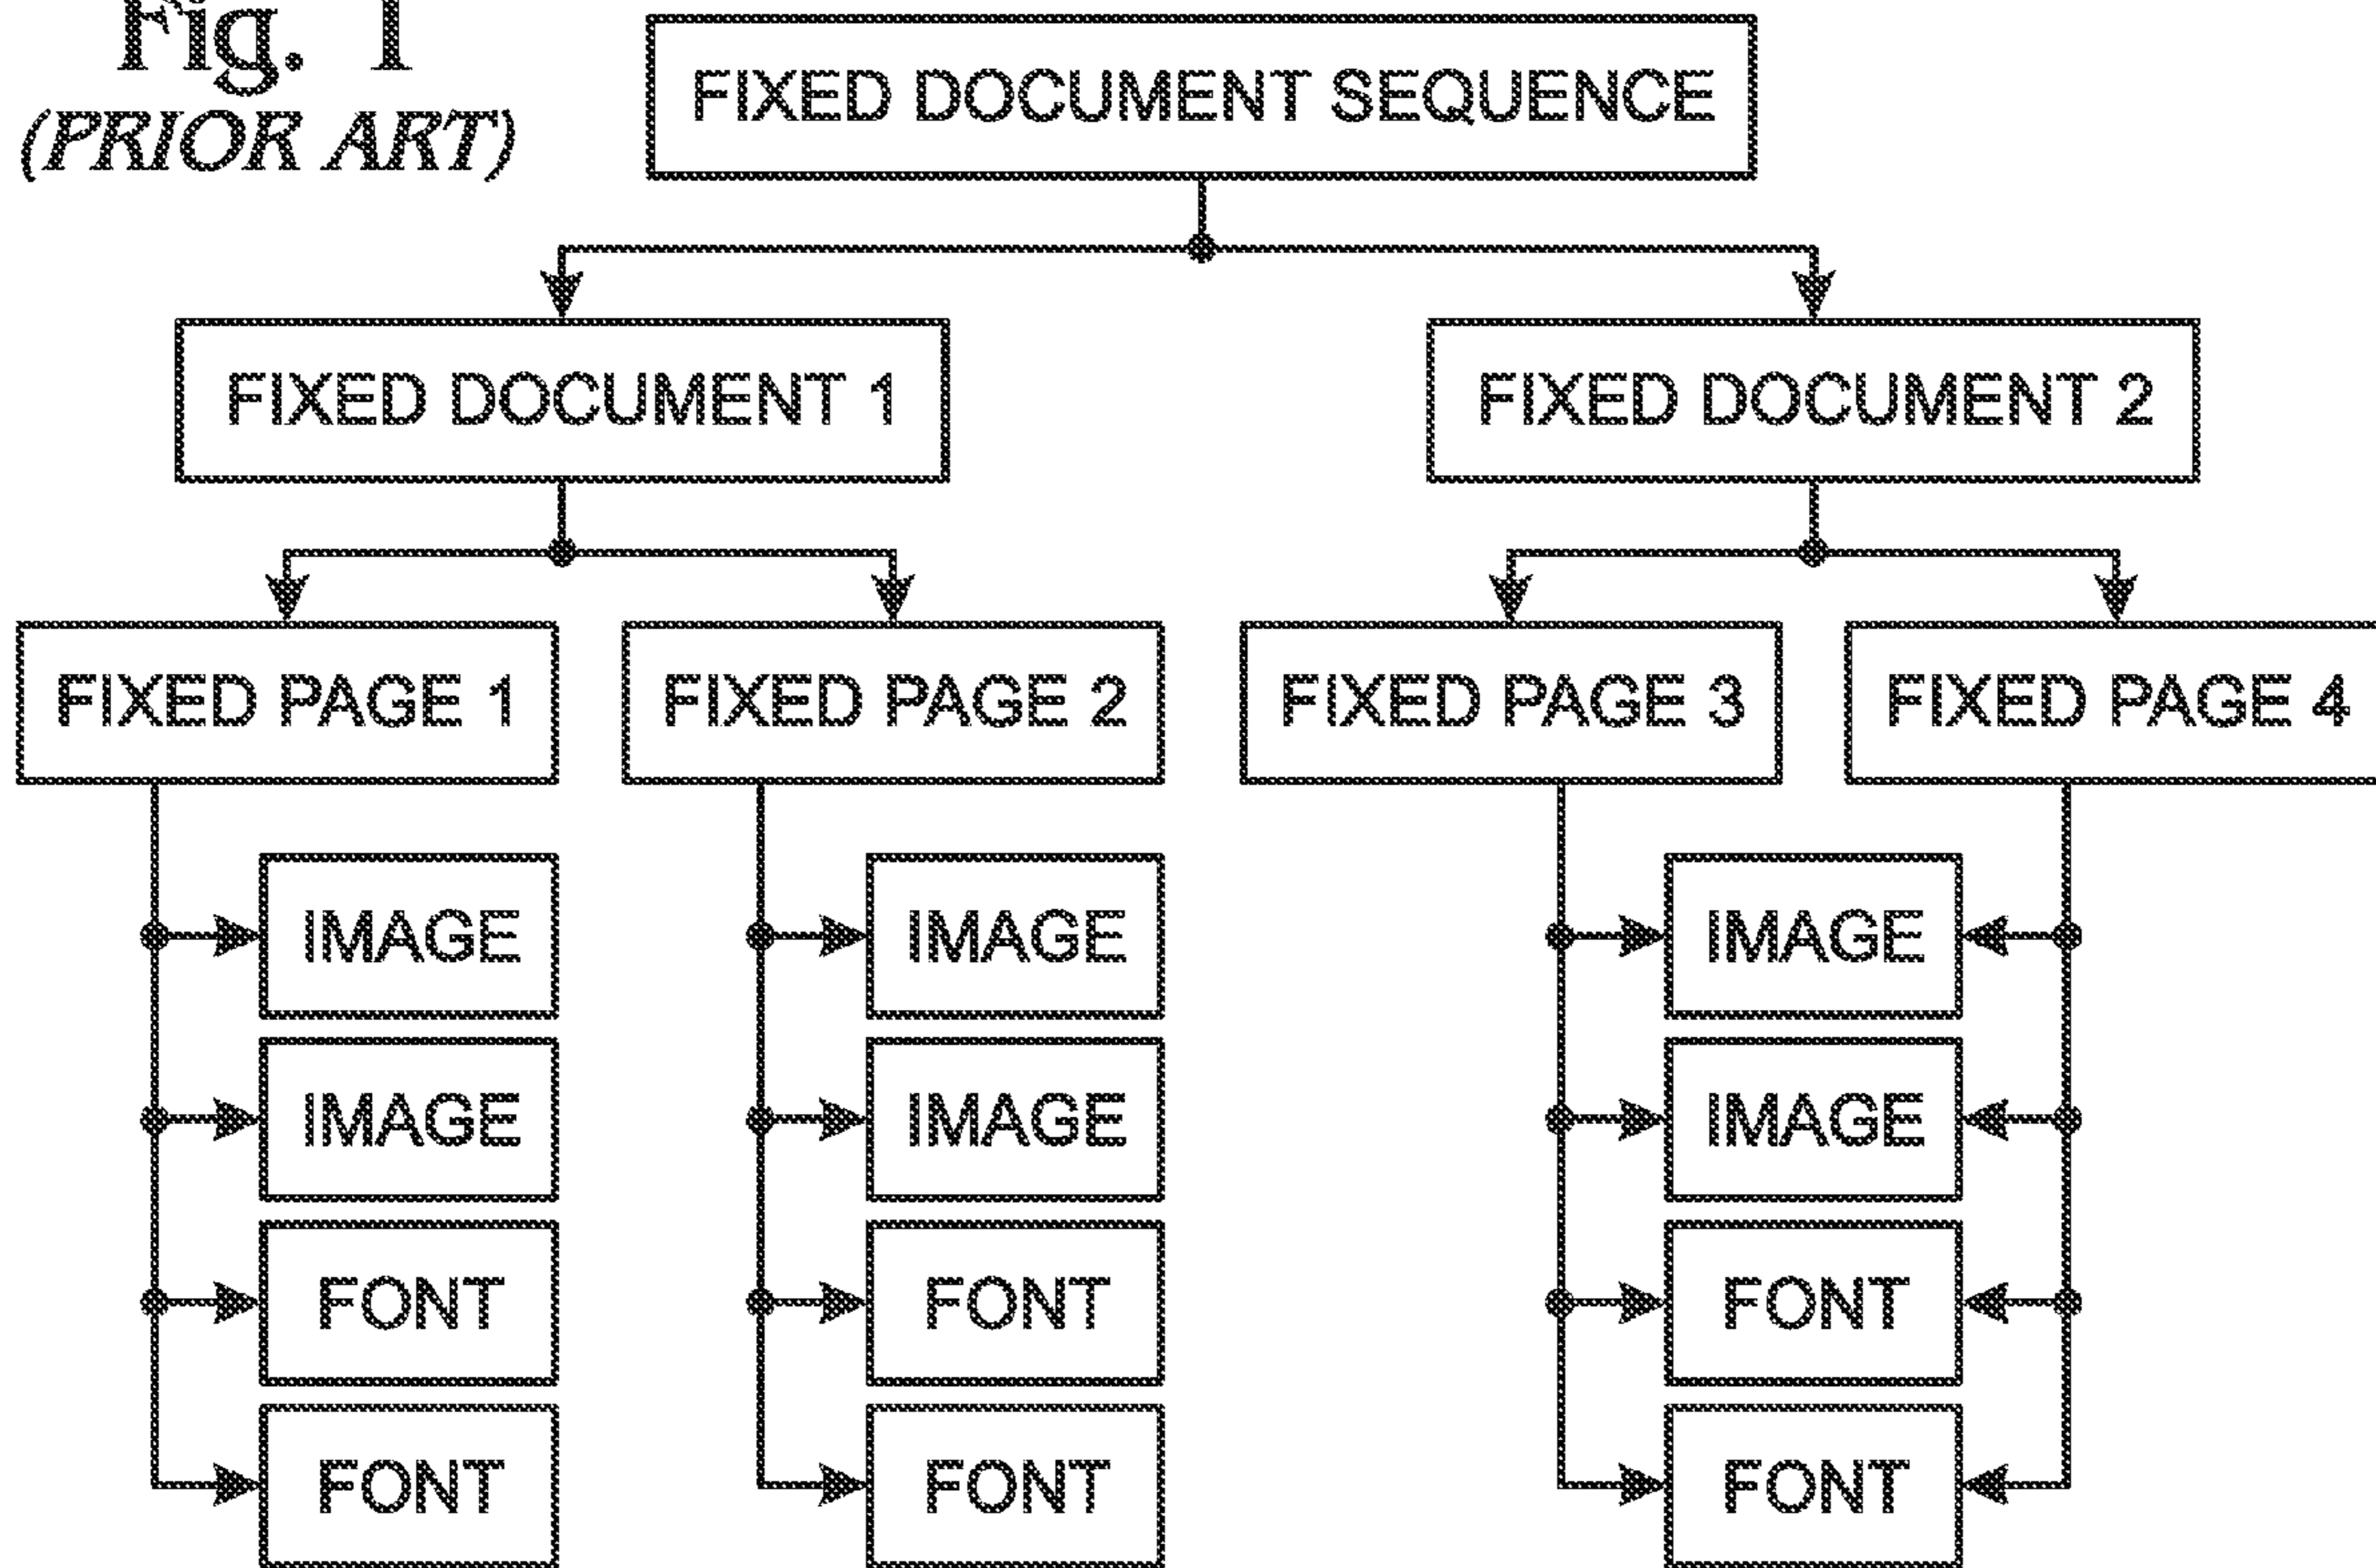 Fig. 1
(PRIOR ART)
FIXED DOCUMENT SEQUENCE
FIXED DOCUMENT 1
FIXED DOCUMENT 2
FIXED PAGE 1
FIXED PAGE 2
FIXED PAGE 3
FIXED PAGE 4
IMAGE
IMAGE
IMAGE
IMAGE
IMAGE
IMAGE
FONT
FONT
FONT
FONT
FONT
FONT